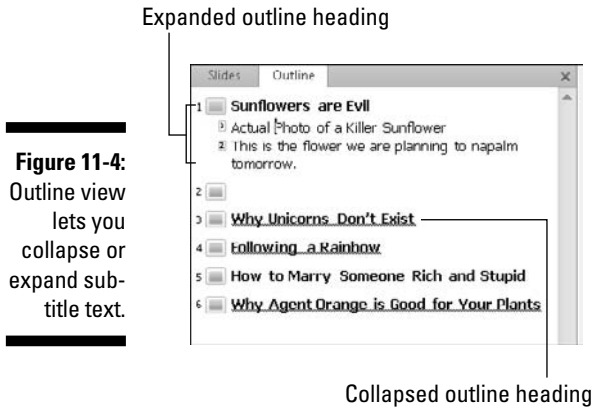 Expanded outline heading
Slides Outline
1 Sunflowers are Evil
1 Actual Photo of a Killer Sunflower
2 This is the flower we are planning to napalm
tomorrow.
2
3 Why Unicorns Don't Exist
4 Following a Rainbow
5 How to Marry Someone Rich and Stupid
6 Why Agent Orange is Good for Your Plants
Figure 11-4:
Outline view
lets you
collapse or
expand sub-
title text.
Collapsed outline heading